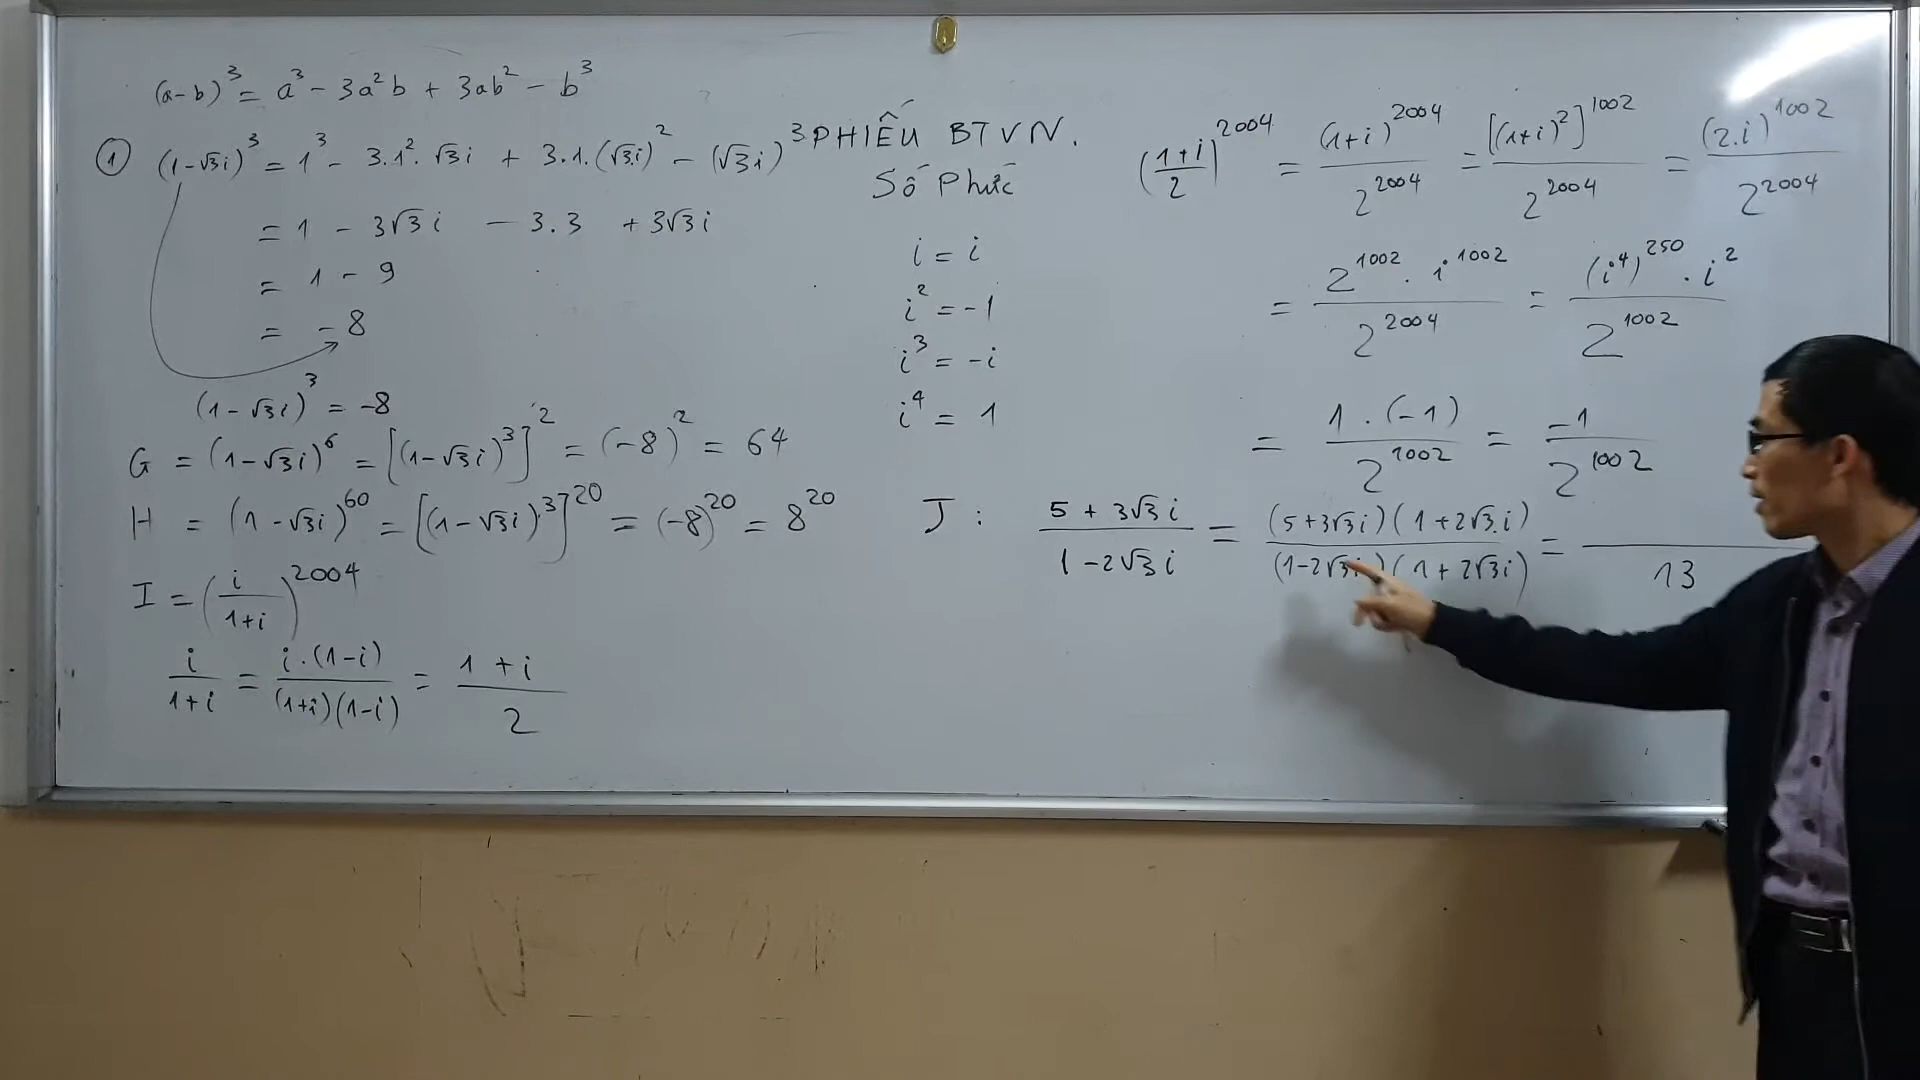 (a-b)³ = a³ - 3a²b + 3ab² - b³
① (1-√3i)³ = 1³ - 3.1².√3i + 3.1.(√3.i)² - (√3i)³
= 1 - 3√3i - 3.3 + 3√3i
= 1 - 9
= -8
(1-√3i)³ = -8
G = (1-√3i)⁶ = [(1-√3i)³]² = (-8)² = 64
H = (1-√3i)⁶⁰ = [(1-√3i)³]²⁰ = (-8)²⁰ = 8²⁰
I = (i/(1+i))²⁰⁰⁴
i/(1+i) = i.(1-i)/(1+i)(1-i) = (1+i)/2
PHIẾU BTVN.
Số Phức
i = i
i² = -1
i³ = -i
i⁴ = 1
((1+i)/2)²⁰⁰⁴ = (1+i)²⁰⁰⁴/2²⁰⁰⁴ = [(1+i)²]¹⁰⁰²/2²⁰⁰⁴ = (2.i)¹⁰⁰²/2²⁰⁰⁴
= 2¹⁰⁰².i¹⁰⁰²/2²⁰⁰⁴ = (i⁴)²⁵⁰.i²/2¹⁰⁰²
= 1.(-1)/2¹⁰⁰² = -1/2¹⁰⁰²
J: (5+3√3i)/(1-2√3i) = (5+3√3i)(1+2√3.i)/(1-2√3i)(1+2√3i) = /13